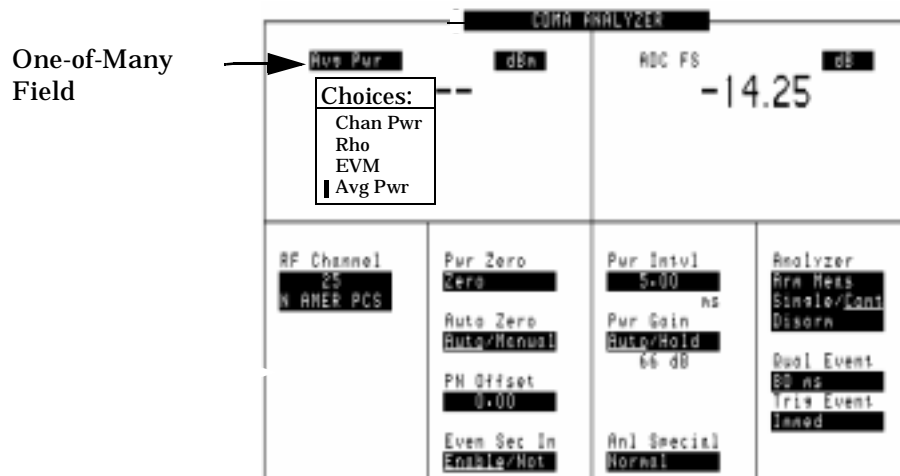 CDMA ANALYZER
One-of-Many
Field
Avg Pwr
dBm
Choices:
Chan Pwr
Rho
EVM
Avg Pwr
--
ADC FS
dB
-14.25
RF Channel
25
N AMER PCS
Pwr Zero
Zero
Auto Zero
Auto/Manual
PN Offset
0.00
Even Sec In
Enable/Not
Pwr Intvl
5.00
ms
Pwr Gain
Auto/Hold
66 dB
Anl Special
Normal
Analyzer
Arm Meas
Single/Cont
Disarm
Qual Event
80 ms
Trig Event
Immed